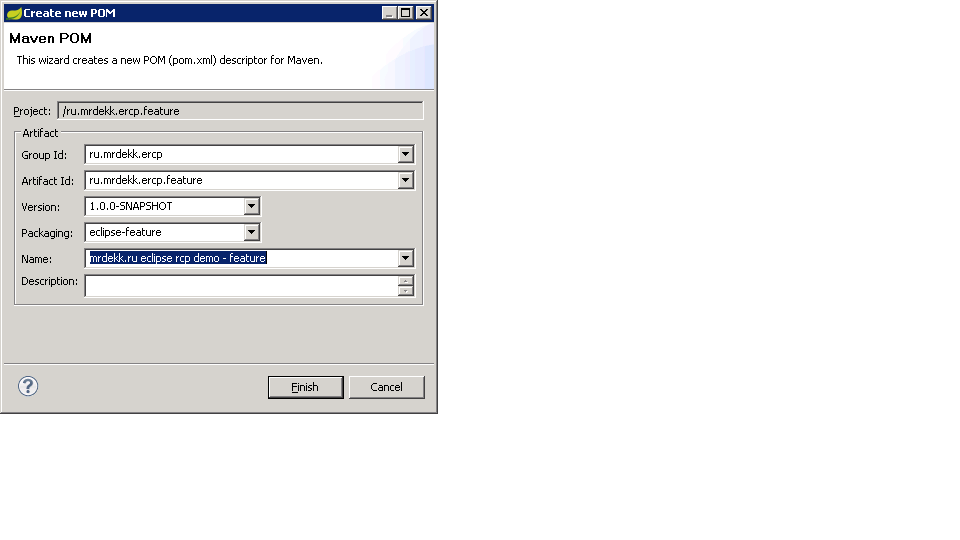 Create new POM
Maven POM
This wizard creates a new POM (pom.xml) descriptor for Maven.
Project: /ru.mrdekk.ercp.feature
Artifact
Group Id: ru.mrdekk.ercp
Artifact Id: ru.mrdekk.ercp.feature
Version: 1.0.0-SNAPSHOT
Packaging: eclipse-feature
Name: mrdekk.ru eclipse rcp demo - feature
Description:
? Finish Cancel